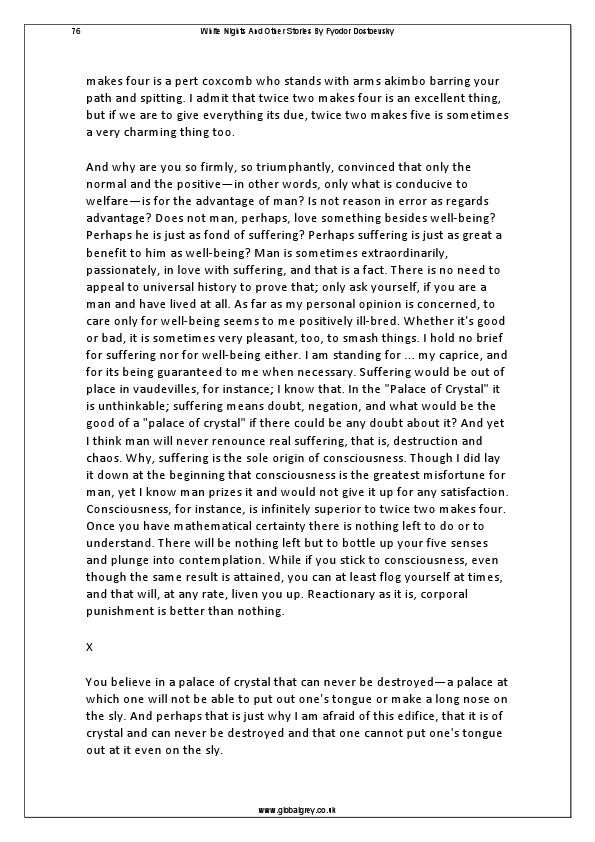 76
White Nights And Other Stories By Fyodor Dostoevsky
makes four is a pert coxcomb who stands with arms akimbo barring your
path and spitting. I admit that twice two makes four is an excellent thing,
but if we are to give everything its due, twice two makes five is sometimes
a very charming thing too.
And why are you so firmly, so triumphantly, convinced that only the
normal and the positive—in other words, only what is conducive to
welfare—is for the advantage of man? Is not reason in error as regards
advantage? Does not man, perhaps, love something besides well-being?
Perhaps he is just as fond of suffering? Perhaps suffering is just as great a
benefit to him as well-being? Man is sometimes extraordinarily,
passionately, in love with suffering, and that is a fact. There is no need to
appeal to universal history to prove that; only ask yourself, if you are a
man and have lived at all. As far as my personal opinion is concerned, to
care only for well-being seems to me positively ill-bred. Whether it's good
or bad, it is sometimes very pleasant, too, to smash things. I hold no brief
for suffering nor for well-being either. I am standing for ... my caprice, and
for its being guaranteed to me when necessary. Suffering would be out of
place in vaudevilles, for instance; I know that. In the "Palace of Crystal" it
is unthinkable; suffering means doubt, negation, and what would be the
good of a "palace of crystal" if there could be any doubt about it? And yet
I think man will never renounce real suffering, that is, destruction and
chaos. Why, suffering is the sole origin of consciousness. Though I did lay
it down at the beginning that consciousness is the greatest misfortune for
man, yet I know man prizes it and would not give it up for any satisfaction.
Consciousness, for instance, is infinitely superior to twice two makes four.
Once you have mathematical certainty there is nothing left to do or to
understand. There will be nothing left but to bottle up your five senses
and plunge into contemplation. While if you stick to consciousness, even
though the same result is attained, you can at least flog yourself at times,
and that will, at any rate, liven you up. Reactionary as it is, corporal
punishment is better than nothing.
X
You believe in a palace of crystal that can never be destroyed—a palace at
which one will not be able to put out one's tongue or make a long nose on
the sly. And perhaps that is just why I am afraid of this edifice, that it is of
crystal and can never be destroyed and that one cannot put one's tongue
out at it even on the sly.
www.globalgrey.co.uk